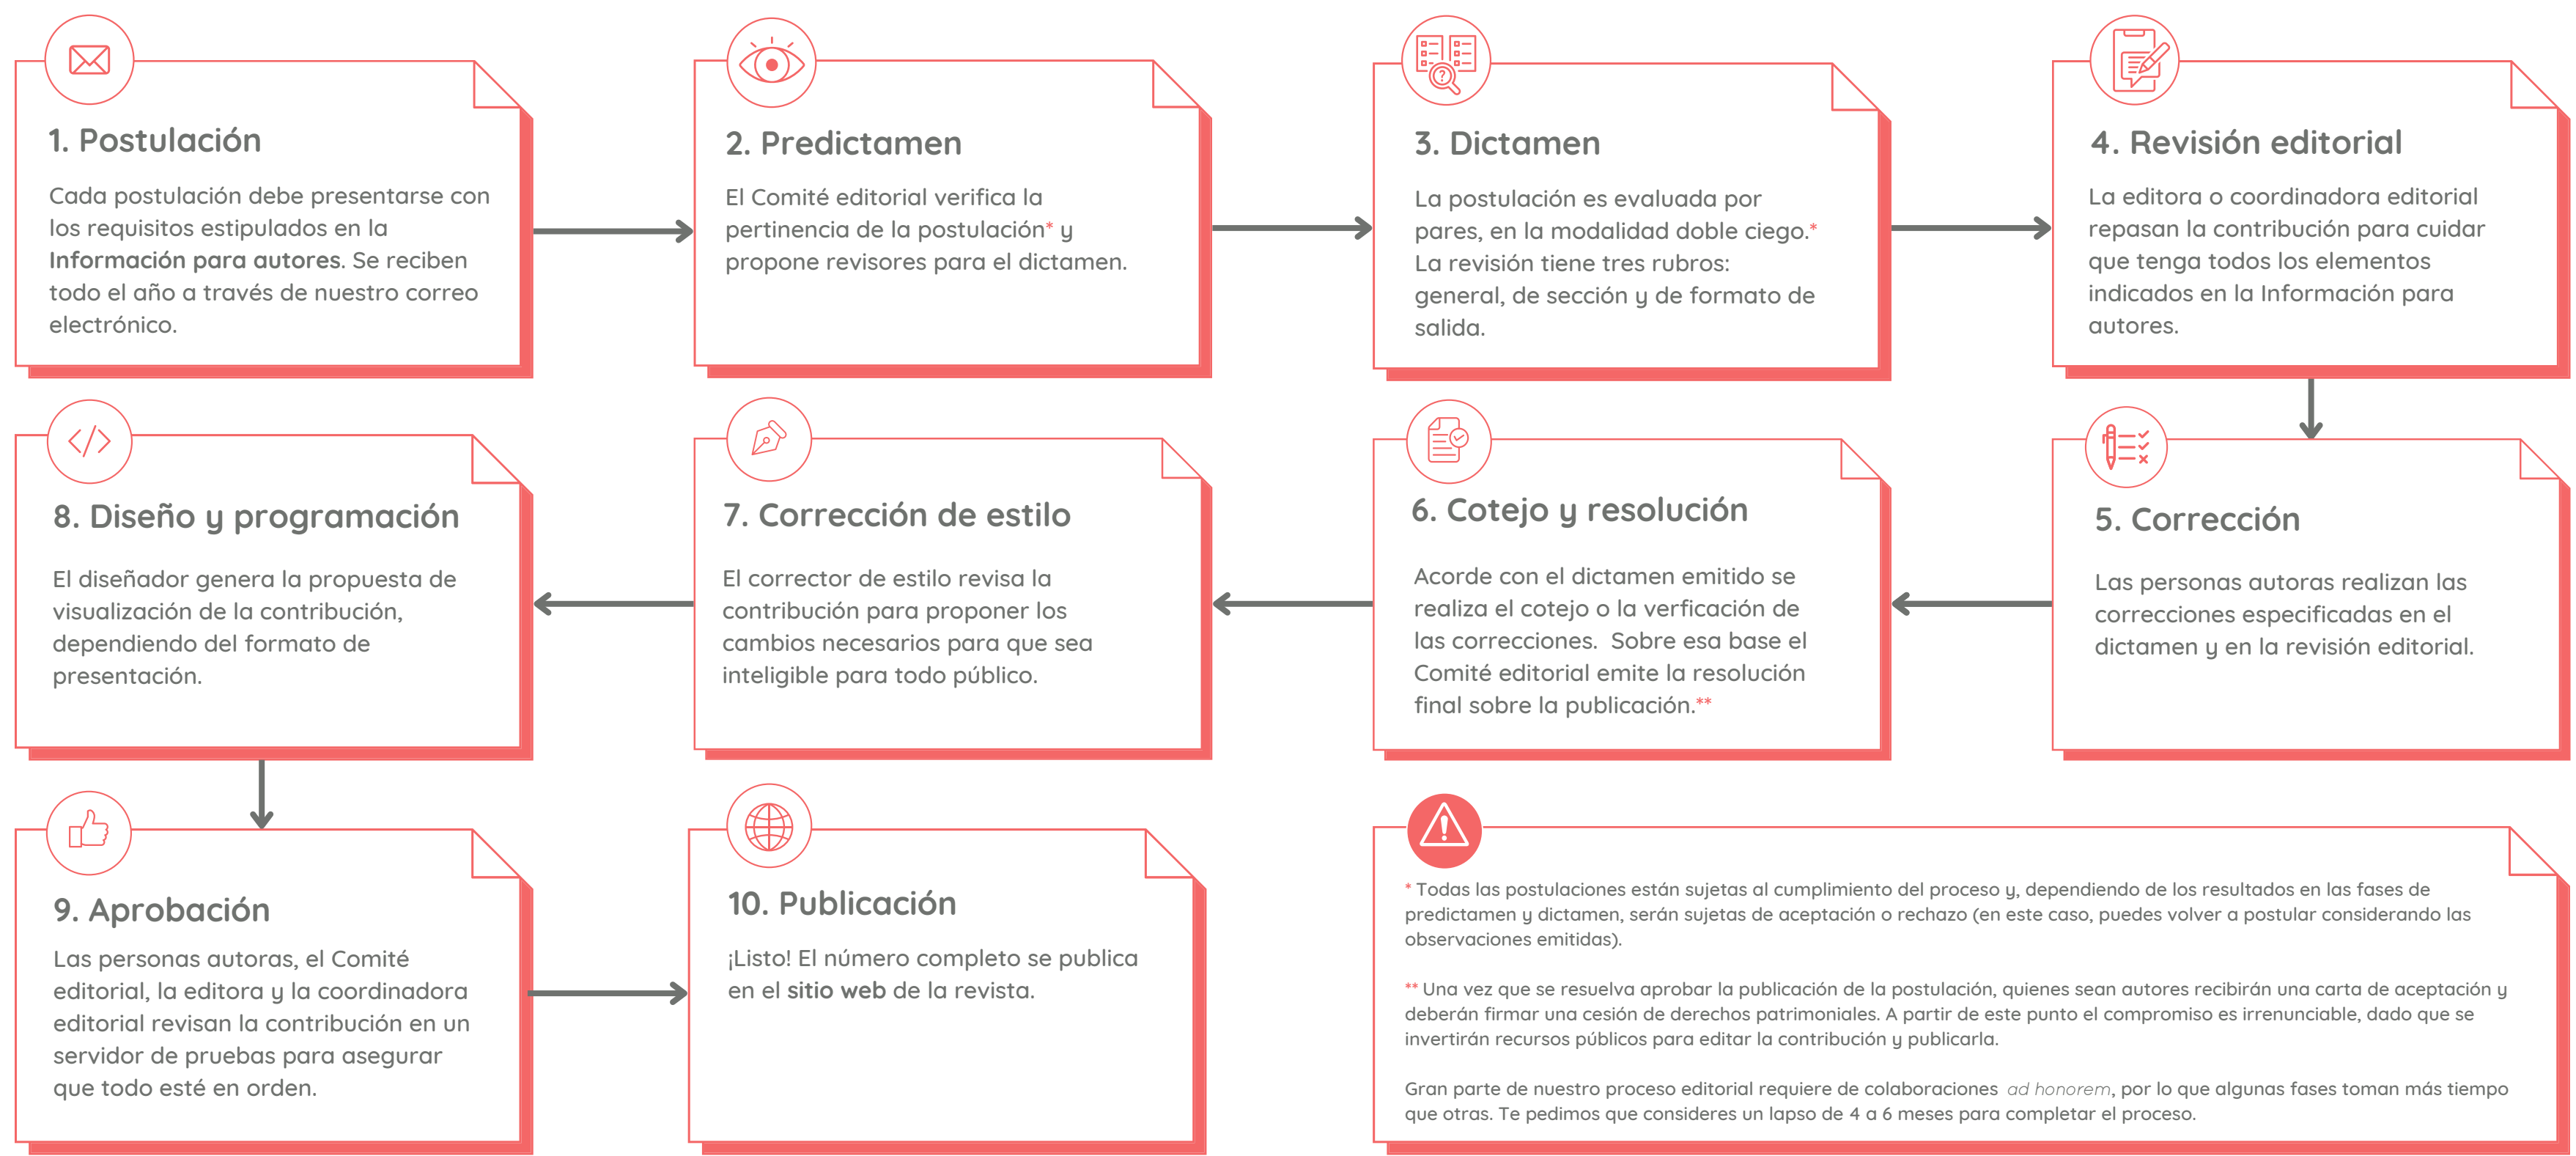 1. Postulación
Cada postulación debe presentarse con
los requisitos estipulados en la
Información para autores. Se reciben
todo el año a través de nuestro correo
electrónico.
2. Predictamen
El Comité editorial verifica la
pertinencia de la postulación* y
propone revisores para el dictamen.
3. Dictamen
La postulación es evaluada por
pares, en la modalidad doble ciego.*
La revisión tiene tres rubros:
general, de sección y de formato de
salida.
4. Revisión editorial
La editora o coordinadora editorial
repasan la contribución para cuidar
que tenga todos los elementos
indicados en la Información para
autores.
5. Corrección
Las personas autoras realizan las
correcciones especificadas en el
dictamen y en la revisión editorial.
6. Cotejo y resolución
Acorde con el dictamen emitido se
realiza el cotejo o la verficación de
las correcciones. Sobre esa base el
Comité editorial emite la resolución
final sobre la publicación.**
7. Corrección de estilo
El corrector de estilo revisa la
contribución para proponer los
cambios necesarios para que sea
inteligible para todo público.
8. Diseño y programación
El diseñador genera la propuesta de
visualización de la contribución,
dependiendo del formato de
presentación.
9. Aprobación
Las personas autoras, el Comité
editorial, la editora y la coordinadora
editorial revisan la contribución en un
servidor de pruebas para asegurar
que todo esté en orden.
10. Publicación
¡Listo! El número completo se publica
en el sitio web de la revista.
* Todas las postulaciones están sujetas al cumplimiento del proceso y, dependiendo de los resultados en las fases de
predictamen y dictamen, serán sujetas de aceptación o rechazo (en este caso, puedes volver a postular considerando las
observaciones emitidas).
** Una vez que se resuelva aprobar la publicación de la postulación, quienes sean autores recibirán una carta de aceptación y
deberán firmar una cesión de derechos patrimoniales. A partir de este punto el compromiso es irrenunciable, dado que se
invertirán recursos públicos para editar la contribución y publicarla.
Gran parte de nuestro proceso editorial requiere de colaboraciones ad honorem, por lo que algunas fases toman más tiempo
que otras. Te pedimos que consideres un lapso de 4 a 6 meses para completar el proceso.